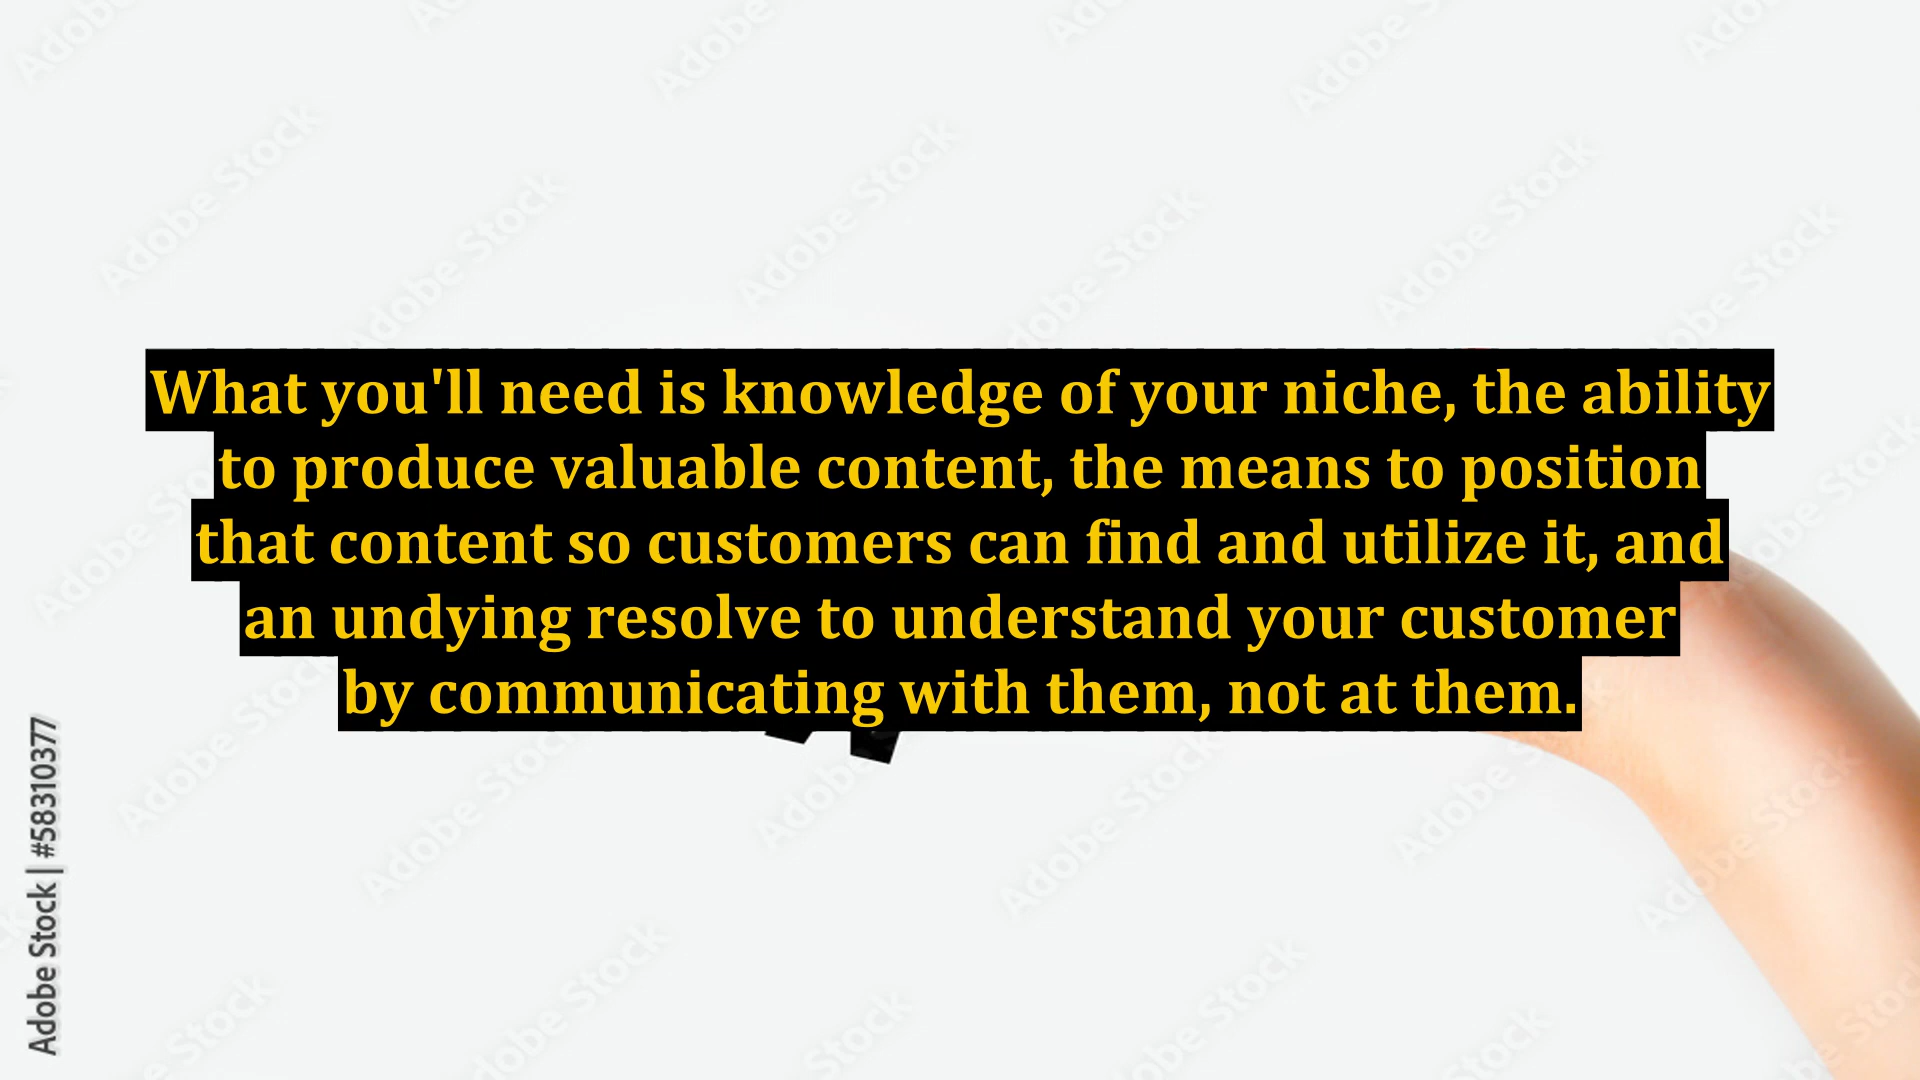 What you'll need is knowledge of your niche, the ability
to produce valuable content, the means to position
that content so customers can find and utilize it, and
an undying resolve to understand your customer
by communicating with them, not at them.
Adobe Stock | #58310377